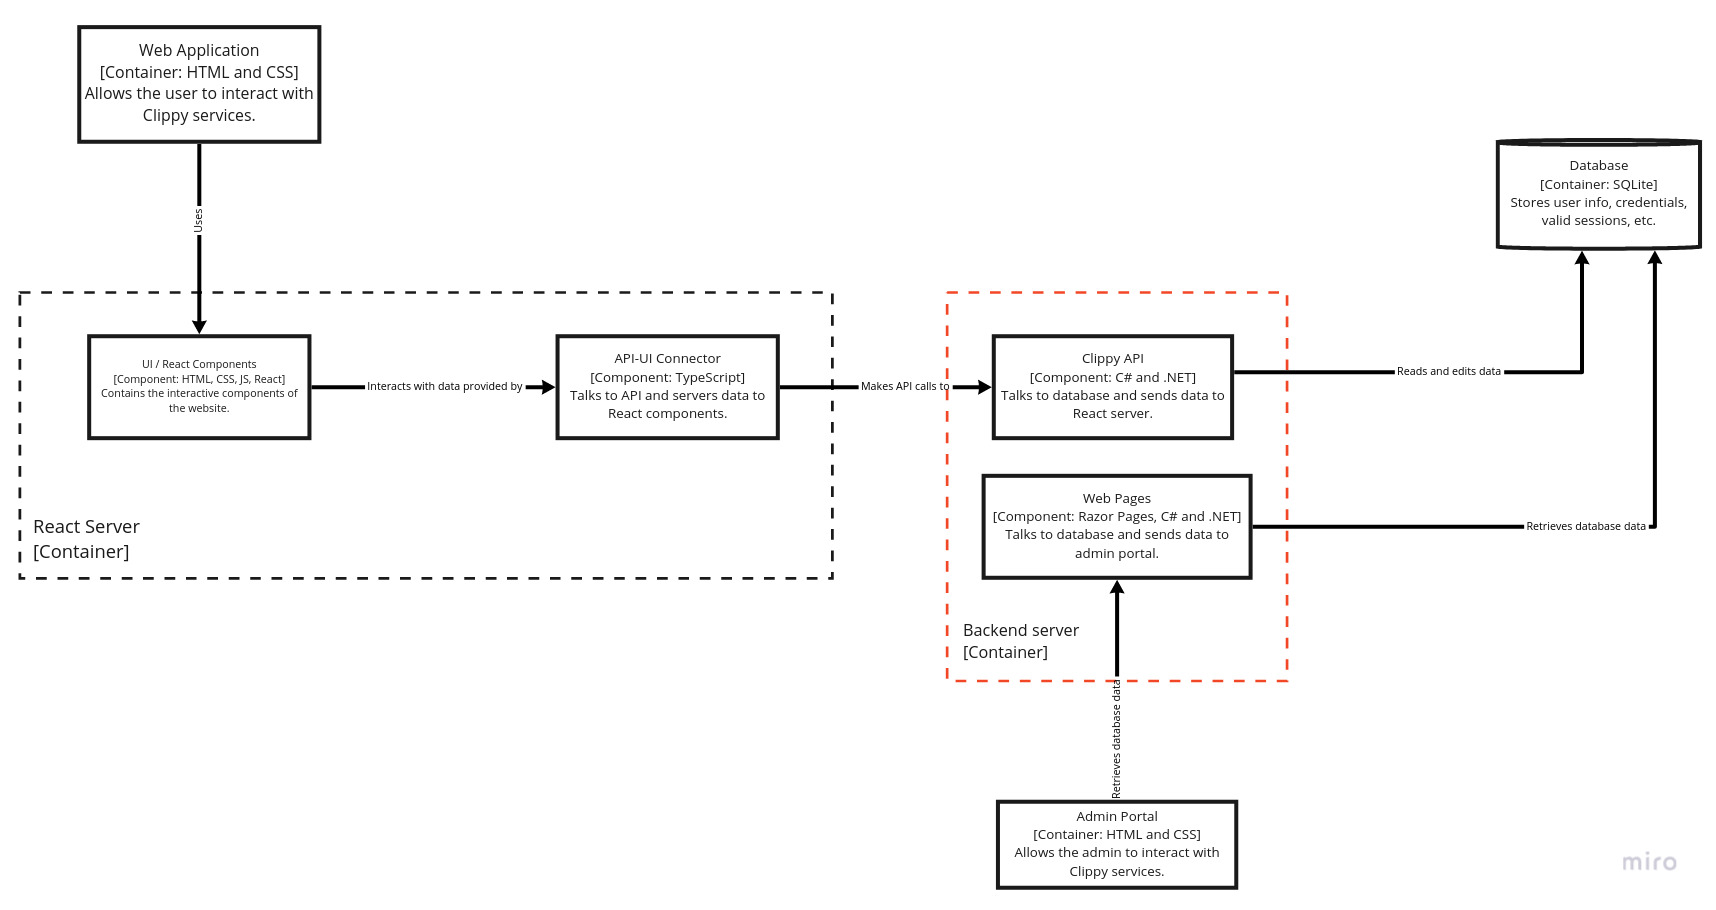 Web Application
[Container: HTML and CSS]
Allows the user to interact with
Clippy services.
Uses
Database
[Container: SQLite]
Stores user info, credentials,
valid sessions, etc.
UI / React Components
[Component: HTML, CSS, JS, React]
Contains the interactive components of
the website.
Interacts with data provided by
API-UI Connector
[Component: TypeScript]
Talks to API and servers data to
React components.
Makes API calls to
Clippy API
[Component: C# and .NET]
Talks to database and sends data to
React server.
Reads and edits data
Web Pages
[Component: Razor Pages, C# and .NET]
Talks to database and sends data to
admin portal.
Retrieves database data
React Server
[Container]
Backend server
[Container]
Retrieves database data
Admin Portal
[Container: HTML and CSS]
Allows the admin to interact with
Clippy services.
miro